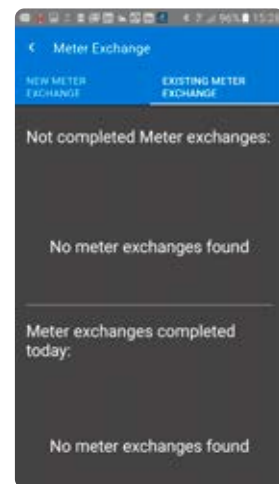 96%
Meter Exchange
NEW METER
EXCHANGE
EXISTING METER
EXCHANGE
Not completed Meter exchanges:
No meter exchanges found
Meter exchanges completed
today:
No meter exchanges found